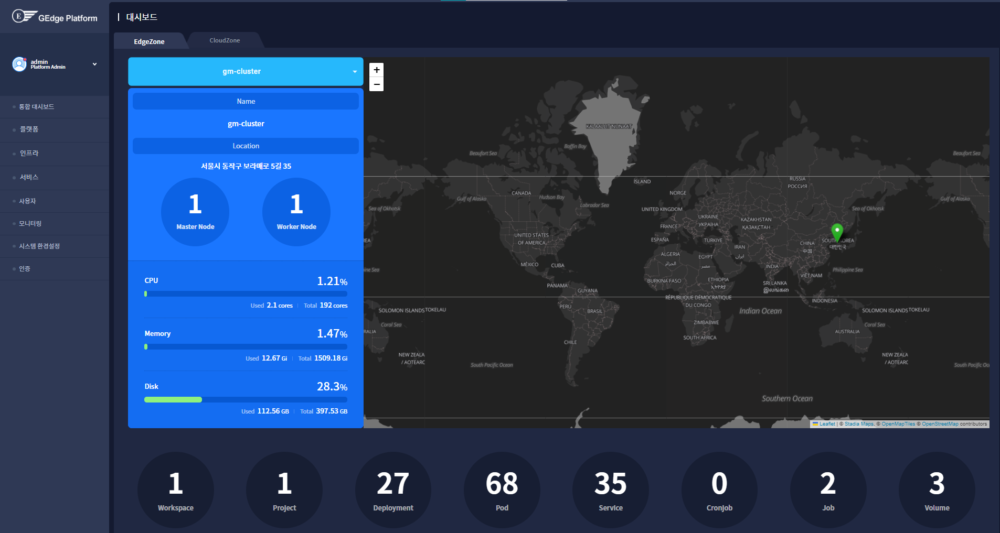 GEdge Platform
대시보드
admin
Platform Admin
통합 대시보드
플랫폼
인프라
서비스
사용자
모니터링
시스템 환경설정
인증
EdgeZone
CloudZone
gm-cluster
Name
gm-cluster
Location
서울시 동작구 보라매로 5길 35
1
Master Node
1
Worker Node
CPU
1.21%
Used 2.1 cores | Total 192 cores
Memory
1.47%
Used 12.67 Gi | Total 1509.18 Gi
Disk
28.3%
Used 112.56 GB | Total 397.53 GB
+
−
KALAALLIT NUNAAT
Baffin Bay
Beaufort Sea
Beaufort Sea
ÍSLAND
RUSSIA
РОССИЯ
CANADA
Hudson Bay
NORGE
Gulf of Alaska
Gulf of Alaska
Labrador Sea
Sea of Okhotsk
Sea of Okhotsk
UNITED KINGDOM
UKRAINE
УКРАЇНА
KAZAKHSTAN
ҚАЗАҚСТАН
FRANCE
UNITED STATES
OF AMERICA
ESPAÑA
TÜRKIYE
IRAN
ایران
CHINA
中国
SOUTH KOREA
대한민국
REA
ALGERIA
الجزائر
EGYPT
مصر
MÉXICO
CUBA
INDIA
ine Sea
Philippine Sea
VIỆT NAM
BURKINA FASO
ETHIOPIA
ኢትዮጵያ
SRI LANKA
இலங்கை
PANAMA
GUYANA
RÉPUBLIQUE DÉMOCRATIQUE
DU CONGO
INDONESIA
PERÚ
BRASIL
SOLOMON ISLANDS
TOKELAU
Indian Ocean
SOLOMON ISLANDS
TOKELAU
Coral Sea
ZIMBABWE
Coral Sea
RALIA
AUSTRALIA
SOUTH AFRICA
CHILE
NEW ZEALA
/ AOTEARC
NEW ZEALA
/ AOTEARC
South Pacific Ocean
South Pacific Oc
Southern Ocean
Leaflet | © Stadia Maps, © OpenMapTiles © OpenStreetMap contributors
1
Workspace
1
Project
27
Deployment
68
Pod
35
Service
0
Cronjob
2
Job
3
Volume